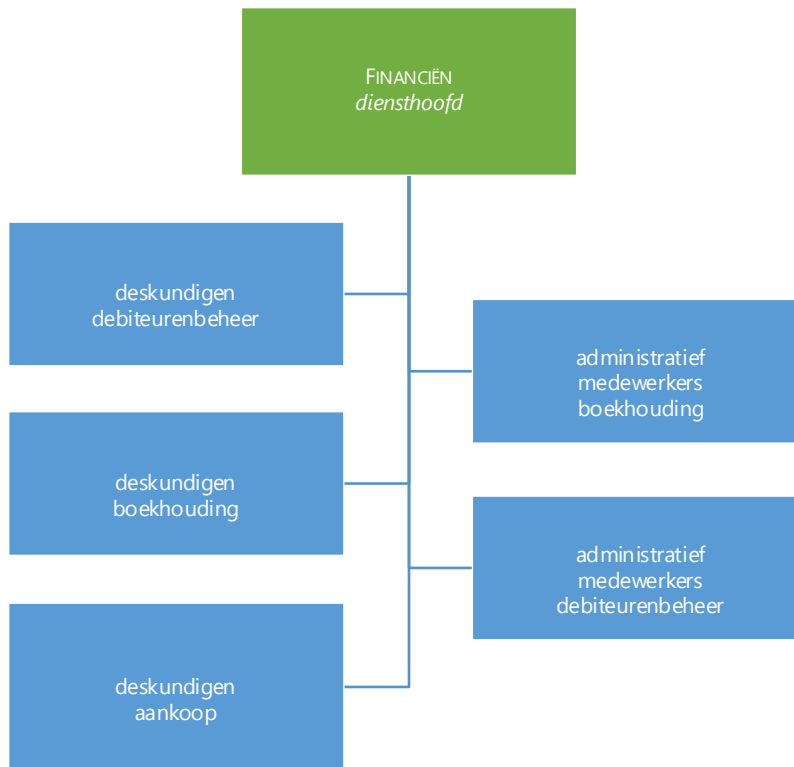 FINANCIËN
diensthoofd
deskundigen
debiteurenbeheer
administratief
medewerkers
boekhouding
deskundigen
boekhouding
administratief
medewerkers
debiteurenbeheer
deskundigen
aankoop